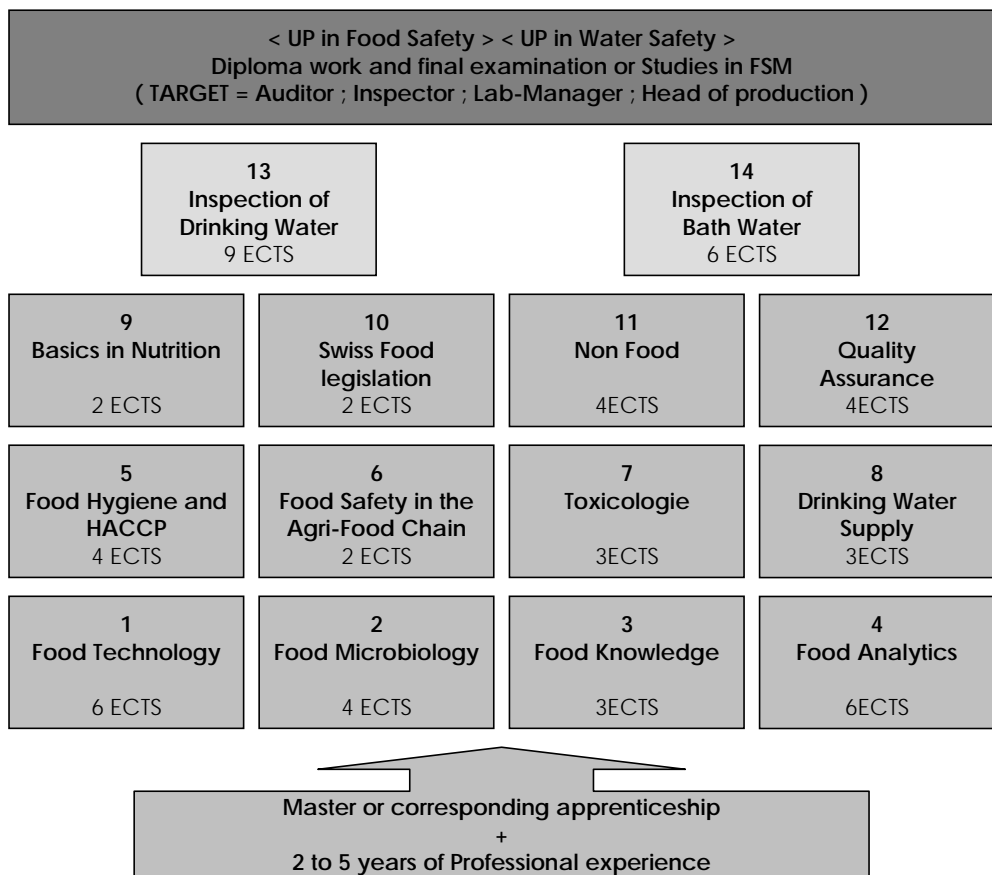 < UP in Food Safety > < UP in Water Safety >
Diploma work and final examination or Studies in FSM
( TARGET = Auditor ; Inspector ; Lab-Manager ; Head of production )
13
Inspection of
Drinking Water
9 ECTS
14
Inspection of
Bath Water
6 ECTS
9
Basics in Nutrition
2 ECTS
10
Swiss Food
legislation
2 ECTS
11
Non Food
4ECTS
12
Quality
Assurance
4ECTS
5
Food Hygiene and
HACCP
4 ECTS
6
Food Safety in the
Agri-Food Chain
2 ECTS
7
Toxicologie
3ECTS
8
Drinking Water
Supply
3ECTS
1
Food Technology
6 ECTS
2
Food Microbiology
4 ECTS
3
Food Knowledge
3ECTS
4
Food Analytics
6ECTS
Master or corresponding apprenticeship
+
2 to 5 years of Professional experience